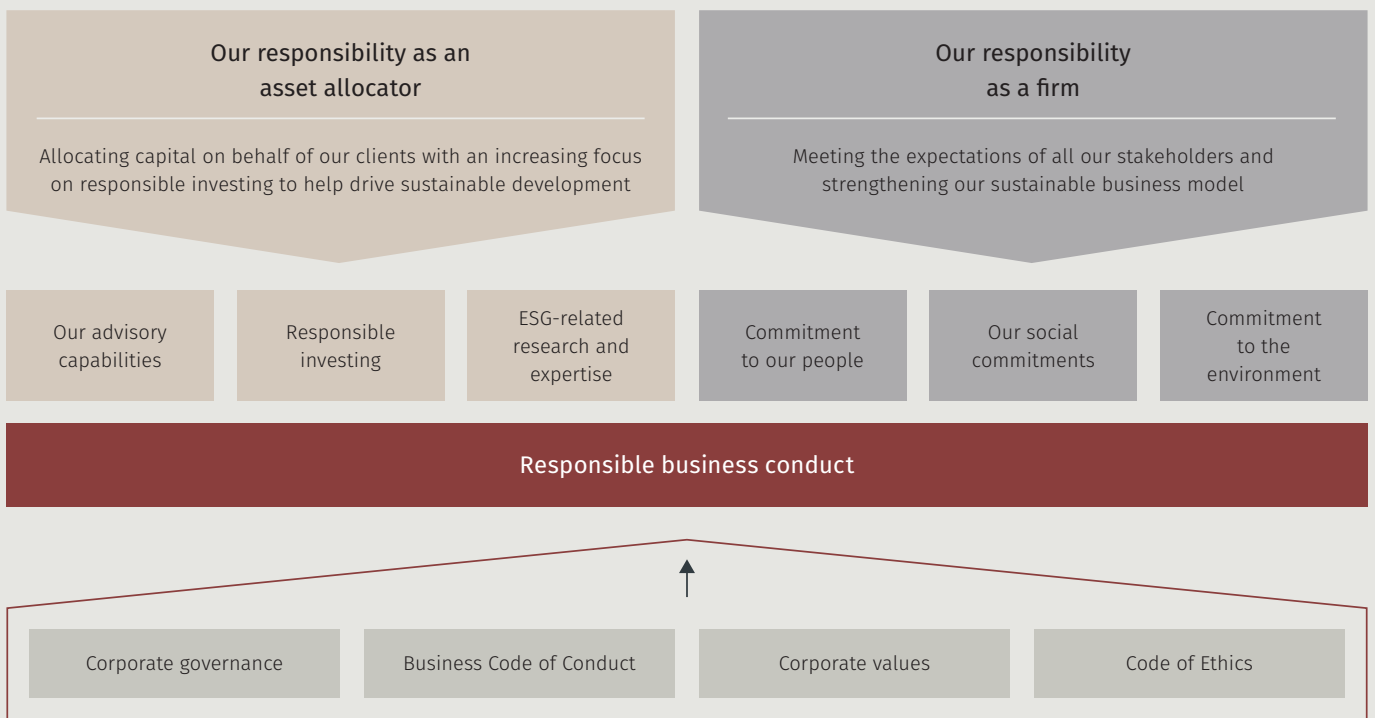 Our responsibility as an
asset allocator
Allocating capital on behalf of our clients with an increasing focus
on responsible investing to help drive sustainable development
Our responsibility
as a firm
Meeting the expectations of all our stakeholders and
strengthening our sustainable business model
Our advisory
capabilities
Responsible
investing
ESG-related
research and
expertise
Commitment
to our people
Our social
commitments
Commitment
to the
environment
Responsible business conduct
Corporate governance
Business Code of Conduct
Corporate values
Code of Ethics